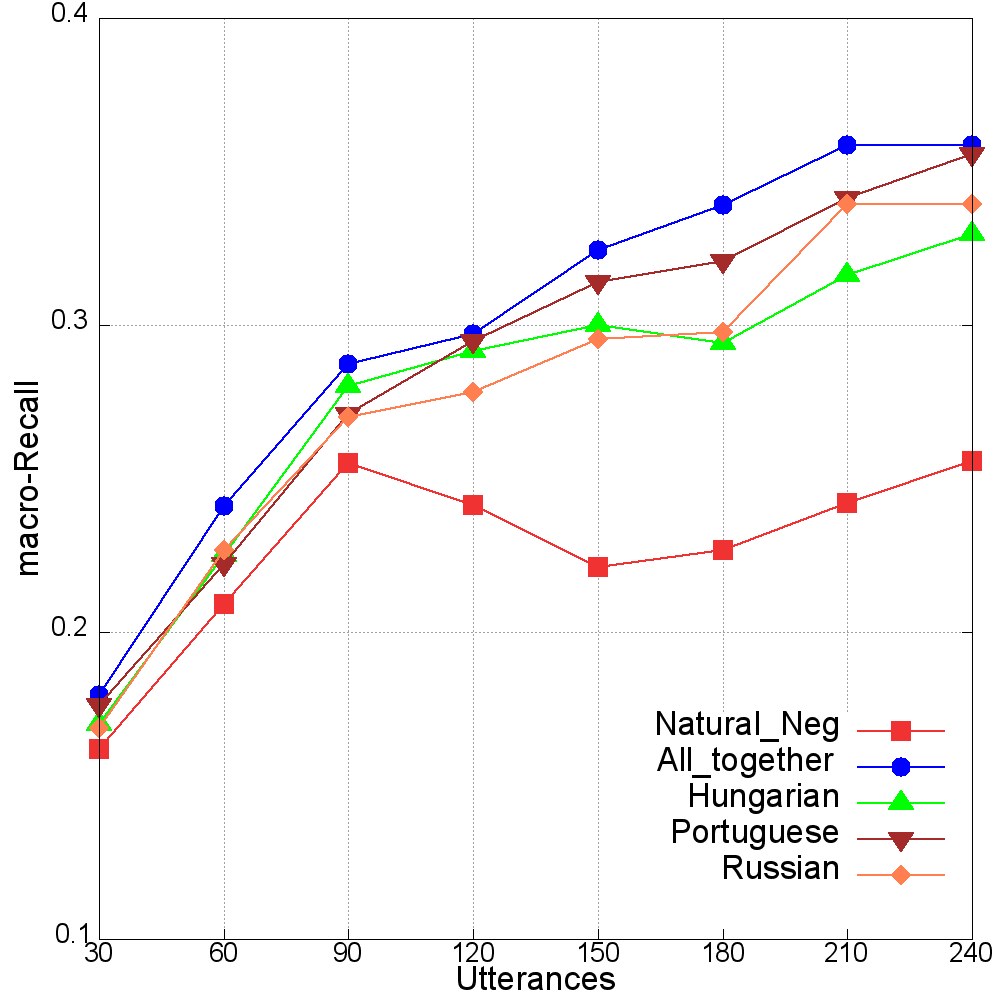 0.4
0.3
0.2
0.1
macro-Recall
Natural_Neg
All_together
Hungarian
Portuguese
Russian
30 60 90 120 150 180 210 240
Utterances